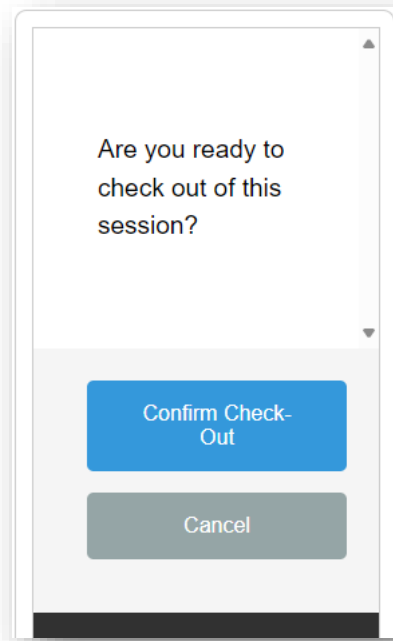 Are you ready to
check out of this
session?
Confirm Check-
Out
Cancel